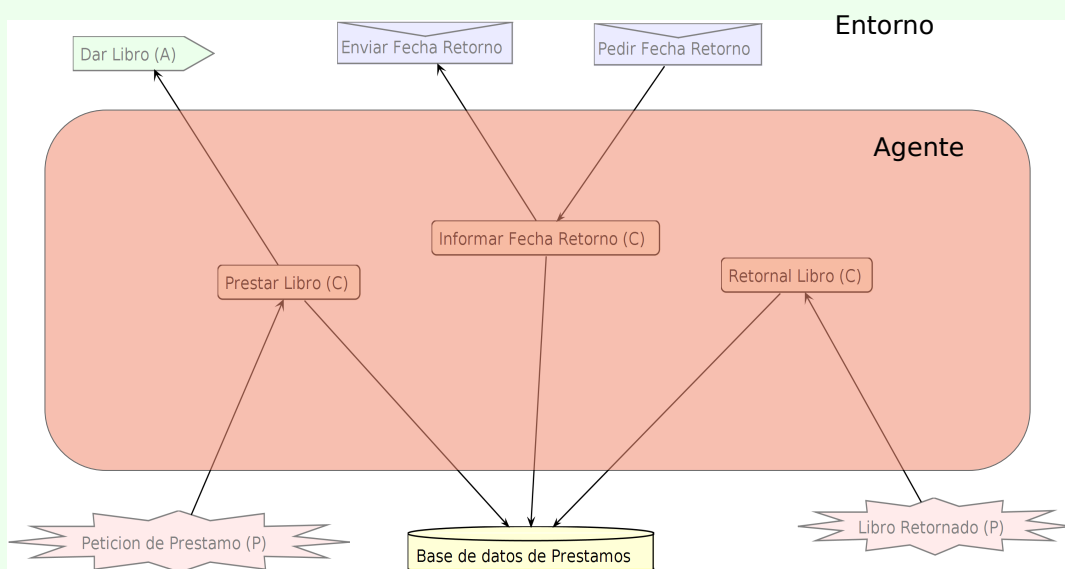 Entorno
Dar Libro (A)
Enviar Fecha Retorno
Pedir Fecha Retorno
Agente
Informar Fecha Retorno (C)
Prestar Libro (C)
Retornal Libro (C)
Peticion de Prestamo (P)
Base de datos de Prestamos
Libro Retornado (P)